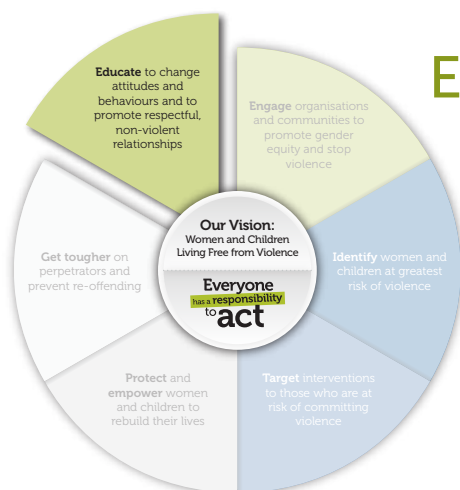 Educate to change
attitudes and
behaviours and to
promote respectful,
non-violent
relationships
E
Engage organisations
and communities to
promote gender
equity and stop
violence
Our Vision:
Women and Children
Living Free from Violence
Everyone
has a responsibility
to act
Get tougher on
perpetrators and
prevent re-offending
Identify women and
children at greatest
risk of violence
Protect and
empower women
and children to
rebuild their lives
Target interventions
to those who are at
risk of committing
violence